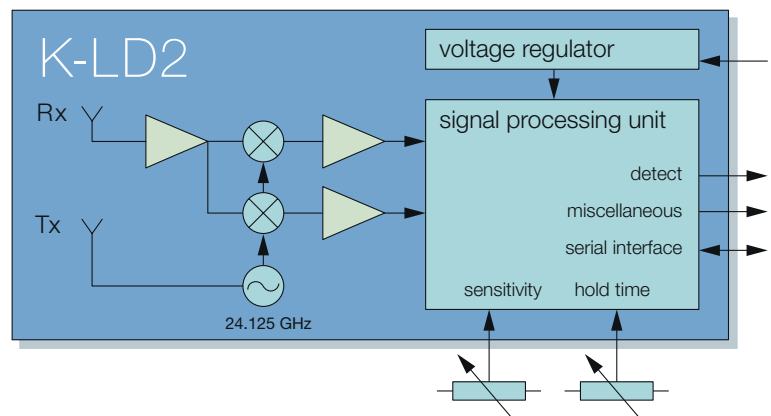 K-LD2
voltage regulator
Rx
signal processing unit
detect
Tx
miscellaneous
serial interface
sensitivity hold time
24.125 GHz